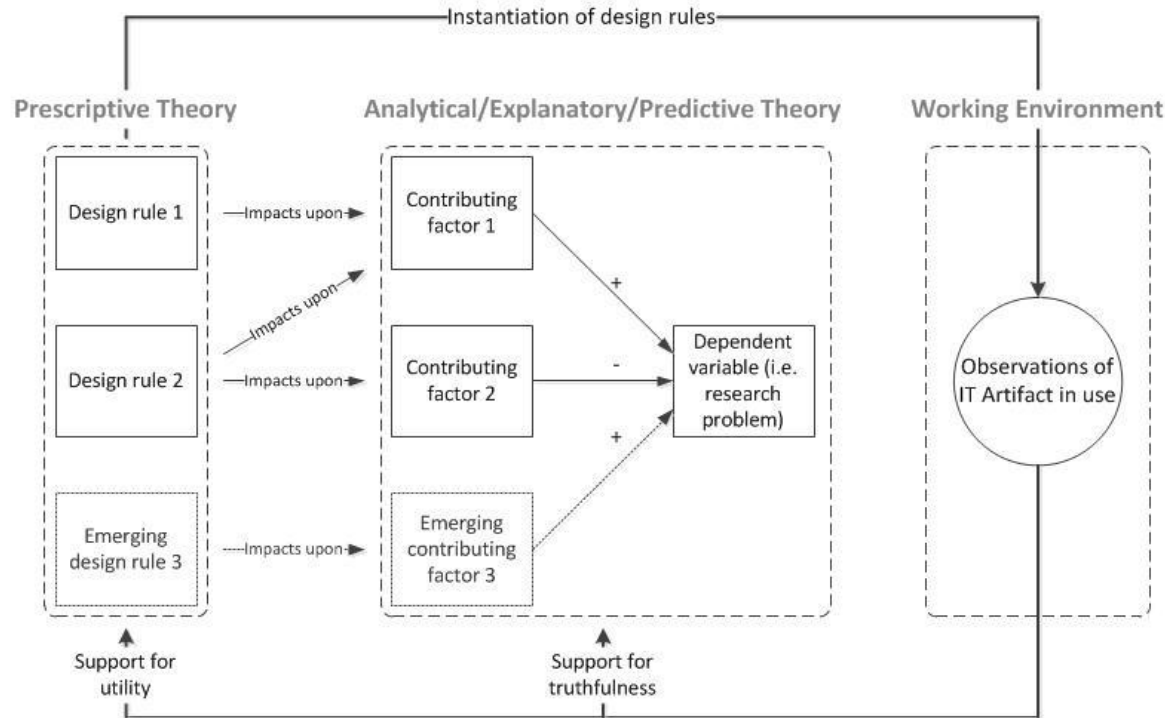 Instantiation of design rules
Prescriptive Theory
Analytical/Explanatory/Predictive Theory
Working Environment
Design rule 1
Impacts upon
Contributing
factor 1
+
Impacts upon
Design rule 2
Impacts upon
Contributing
factor 2
-
Dependent
variable (i.e.
research
problem)
Observations of
IT Artifact in use
+
Emerging
design rule 3
Impacts upon
Emerging
contributing
factor 3
Support for
utility
Support for
truthfulness